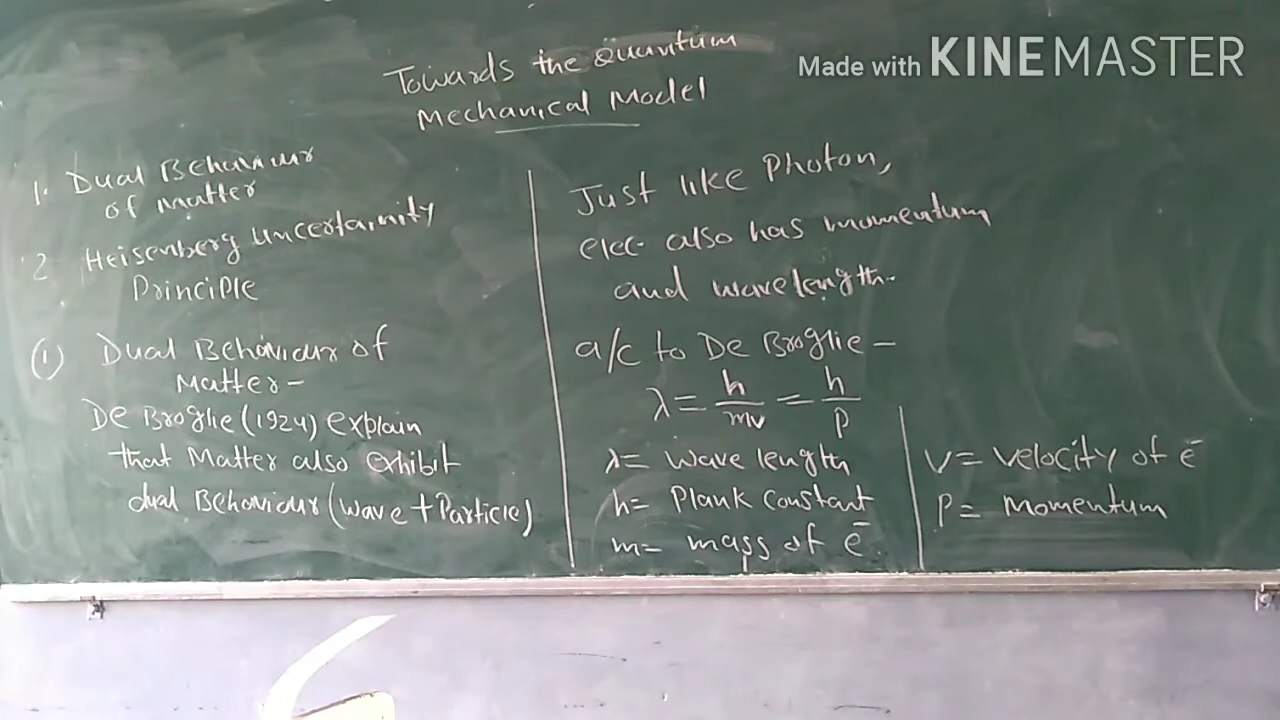 Towards the Quantum
Mechanical Model
Made with KINEMASTER
1. Dual Behaviour
of matter
2 Heisenberg Uncertainity
Principle
(1) Dual Behaviour of
Matter-
De Broglie (1924) explain
that Matter also exhibit
dual Behaviour (wave + Particle)
Just like Photon,
elec. also has momentum
and wavelength.
a/c to De Broglie -
λ = h/mv = h/p
λ = wave length
h = Plank Constant
m = mass of e⁻
v = velocity of e⁻
p = Momentum